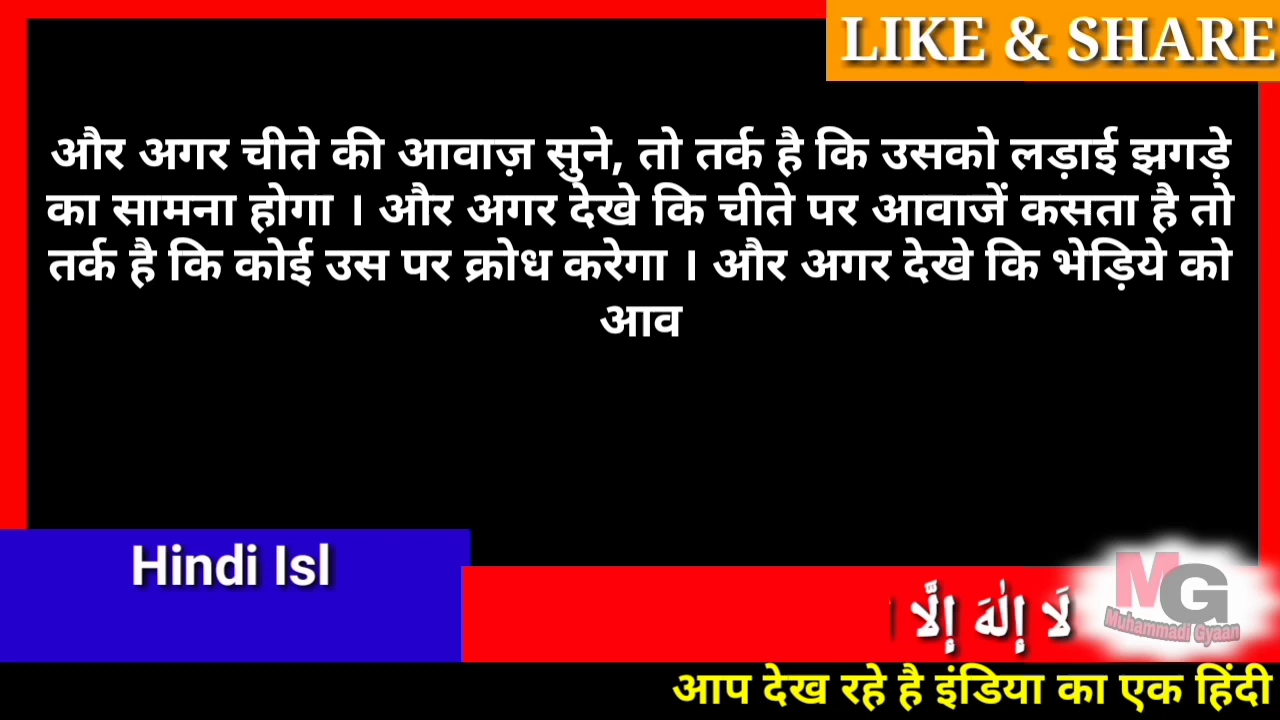 LIKE & SHARE
और अगर चीते की आवाज़ सुने, तो तर्क है कि उसको लड़ाई झगड़े
का सामना होगा । और अगर देखे कि चीते पर आवाजें कसता है तो
तर्क है कि कोई उस पर क्रोध करेगा । और अगर देखे कि भेड़िये को
आव
Hindi Isl
لَا إِلٰهَ إِلَّا
MG
Muhammadi Gyaan
आप देख रहे है इंडिया का एक हिंदी